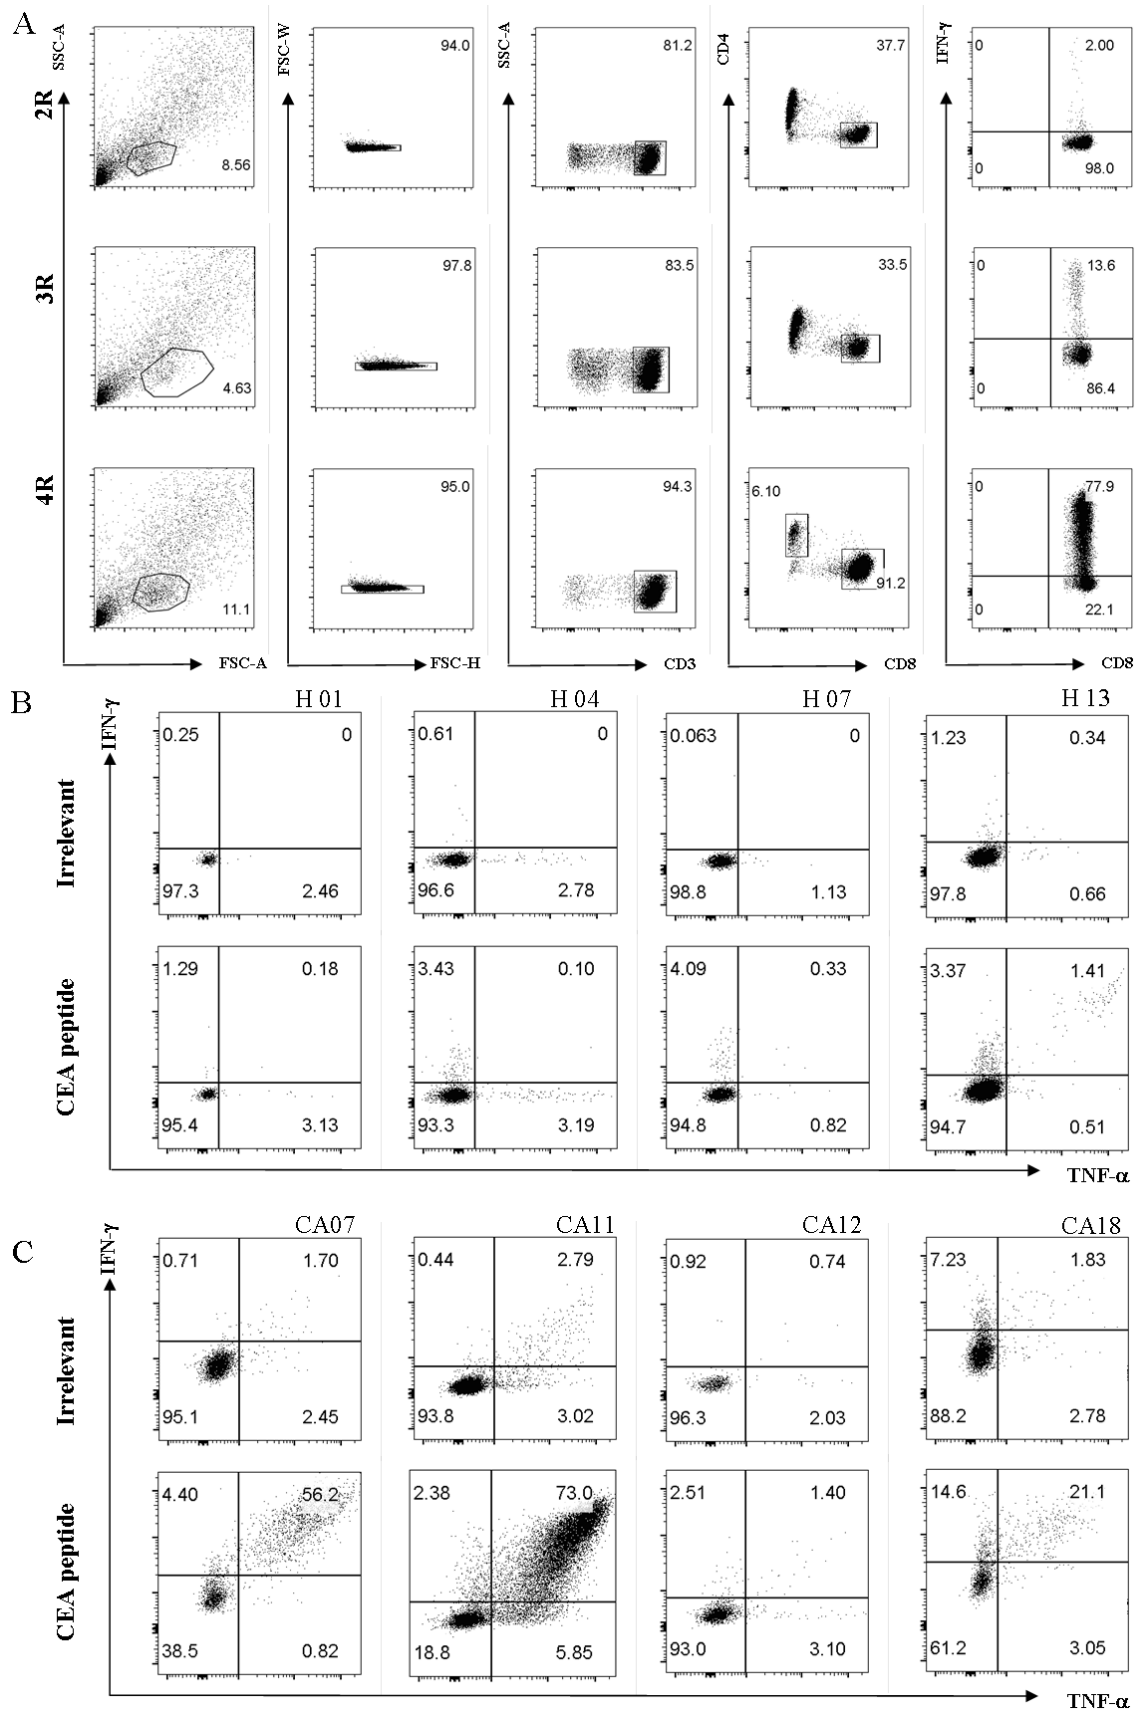 A
SSC-A
FSC-W
SSC-A
CD4
IFN-γ
2R
8.56
94.0
81.2
37.7
0
2.00
0
98.0
3R
4.63
97.8
83.5
33.5
0
13.6
0
86.4
4R
11.1
95.0
94.3
6.10
91.2
0
77.9
0
22.1
FSC-A
FSC-H
CD3
CD8
CD8
B
IFN-γ
H 01
H 04
H 07
H 13
Irrelevant
0.25 0
97.3 2.46
0.61 0
96.6 2.78
0.063 0
98.8 1.13
1.23 0.34
97.8 0.66
CEA peptide
1.29 0.18
95.4 3.13
3.43 0.10
93.3 3.19
4.09 0.33
94.8 0.82
3.37 1.41
94.7 0.51
TNF-α
C
IFN-γ
CA07
CA11
CA12
CA18
Irrelevant
0.71 1.70
95.1 2.45
0.44 2.79
93.8 3.02
0.92 0.74
96.3 2.03
7.23 1.83
88.2 2.78
CEA peptide
4.40 56.2
38.5 0.82
2.38 73.0
18.8 5.85
2.51 1.40
93.0 3.10
14.6 21.1
61.2 3.05
TNF-α